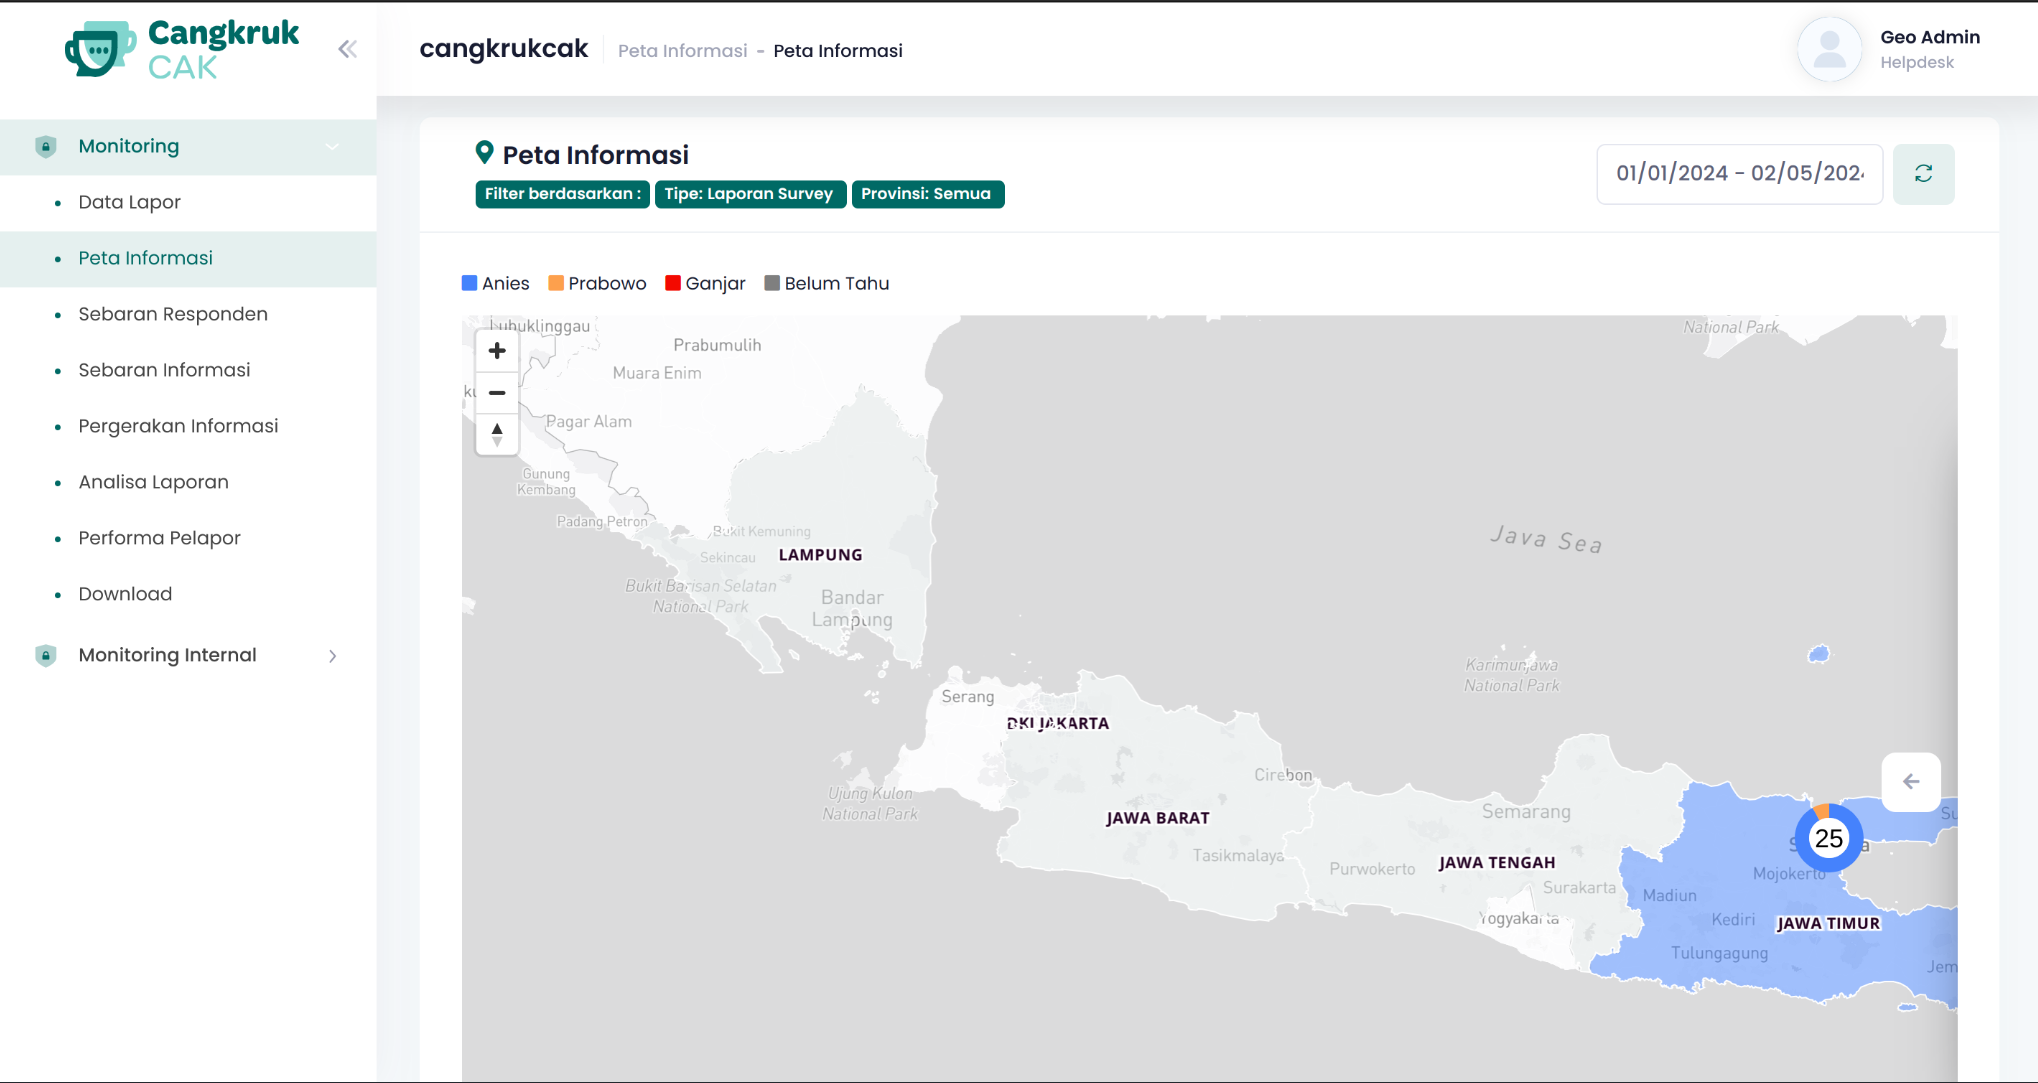 Cangkruk
CAK
cangkrukcak
Peta Informasi - Peta Informasi
Geo Admin
Helpdesk
Monitoring
Data Lapor
Peta Informasi
Sebaran Responden
Sebaran Informasi
Pergerakan Informasi
Analisa Laporan
Performa Pelapor
Download
Monitoring Internal
Peta Informasi
Filter berdasarkan :
Tipe: Laporan Survey
Provinsi: Semua
01/01/2024 - 02/05/202
Anies
Prabowo
Ganjar
Belum Tahu
Lubuklinggau
Prabumulih
Muara Enim
Pagar Alam
Gunung
Kembang
Padang Petron
Bukit Kemuning
Sekincau
LAMPUNG
Bukit Barisan Selatan
National Park
Bandar
Lampung
National Park
Java Sea
Karimunjawa
National Park
Serang
DKI JAKARTA
Ujung Kulon
National Park
Cirebon
JAWA BARAT
Tasikmalaya
Semarang
Purwokerto
JAWA TENGAH
Surakarta
Yogyakarta
25
Mojokerto
Madiun
Kediri
JAWA TIMUR
Tulungagung
Jem